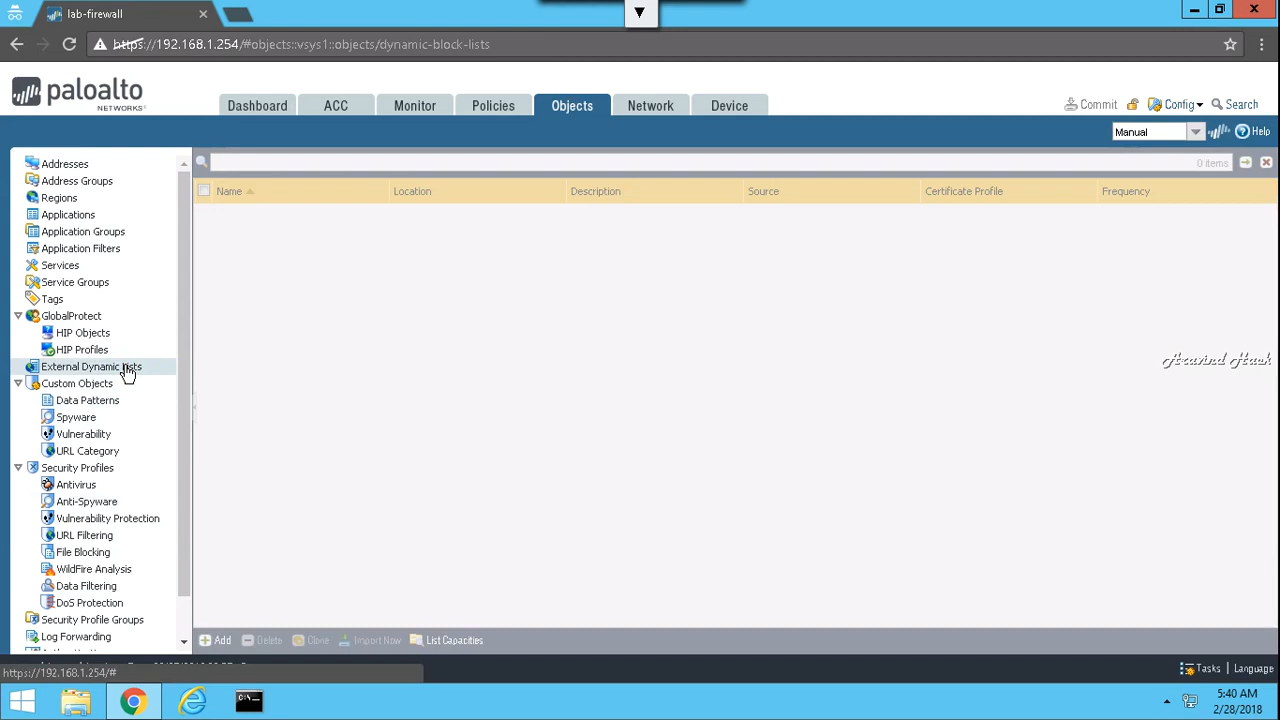 lab-firewall
https://192.168.1.254/#objects::vsys1::objects/dynamic-block-lists
paloalto
NETWORKS
Dashboard
ACC
Monitor
Policies
Objects
Network
Device
Commit
Config
Search
Manual
Help
Addresses
Address Groups
Regions
Applications
Application Groups
Application Filters
Services
Service Groups
Tags
GlobalProtect
HIP Objects
HIP Profiles
External Dynamic Lists
Custom Objects
Data Patterns
Spyware
Vulnerability
URL Category
Security Profiles
Antivirus
Anti-Spyware
Vulnerability Protection
URL Filtering
File Blocking
WildFire Analysis
Data Filtering
DoS Protection
Security Profile Groups
Log Forwarding
0 items
Name
Location
Description
Source
Certificate Profile
Frequency
Aravind Hack
Add
Delete
Clone
Import Now
List Capacities
https://192.168.1.254/#
Tasks
Language
5:40 AM
2/28/2018